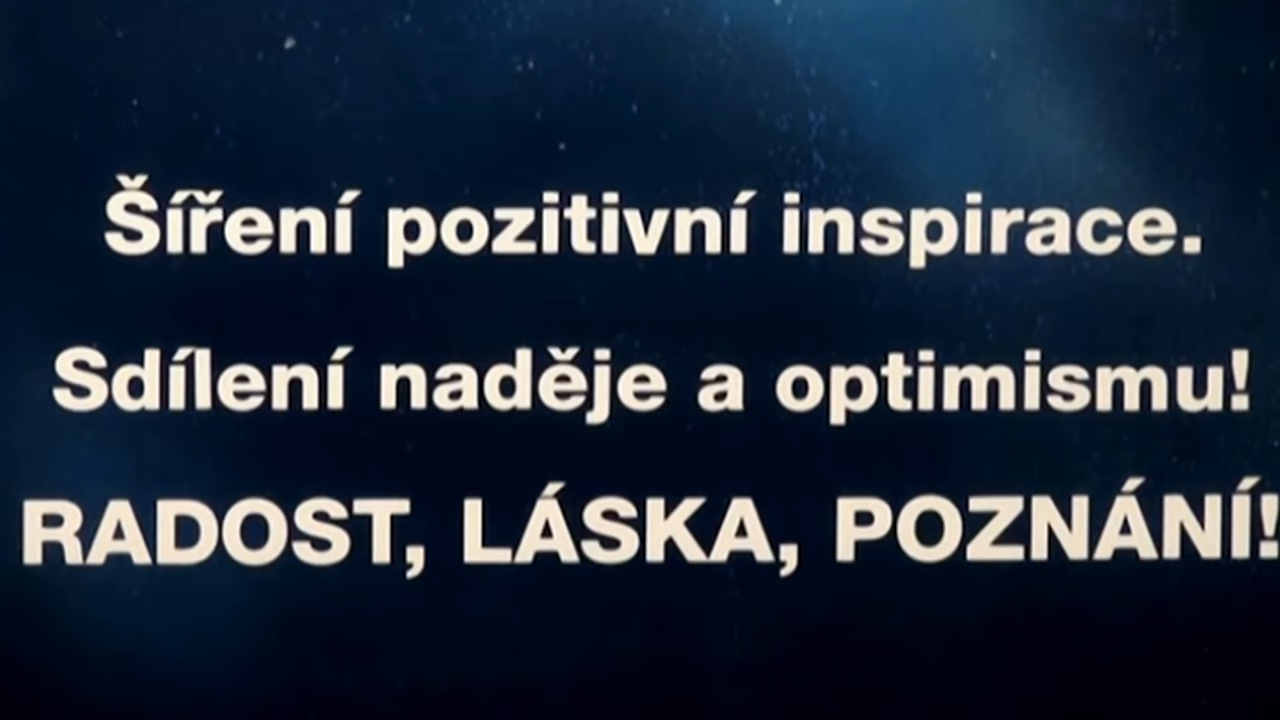 Šíření pozitivní inspirace.
Sdílení naděje a optimismu!
RADOST, LÁSKA, POZNÁNÍ!